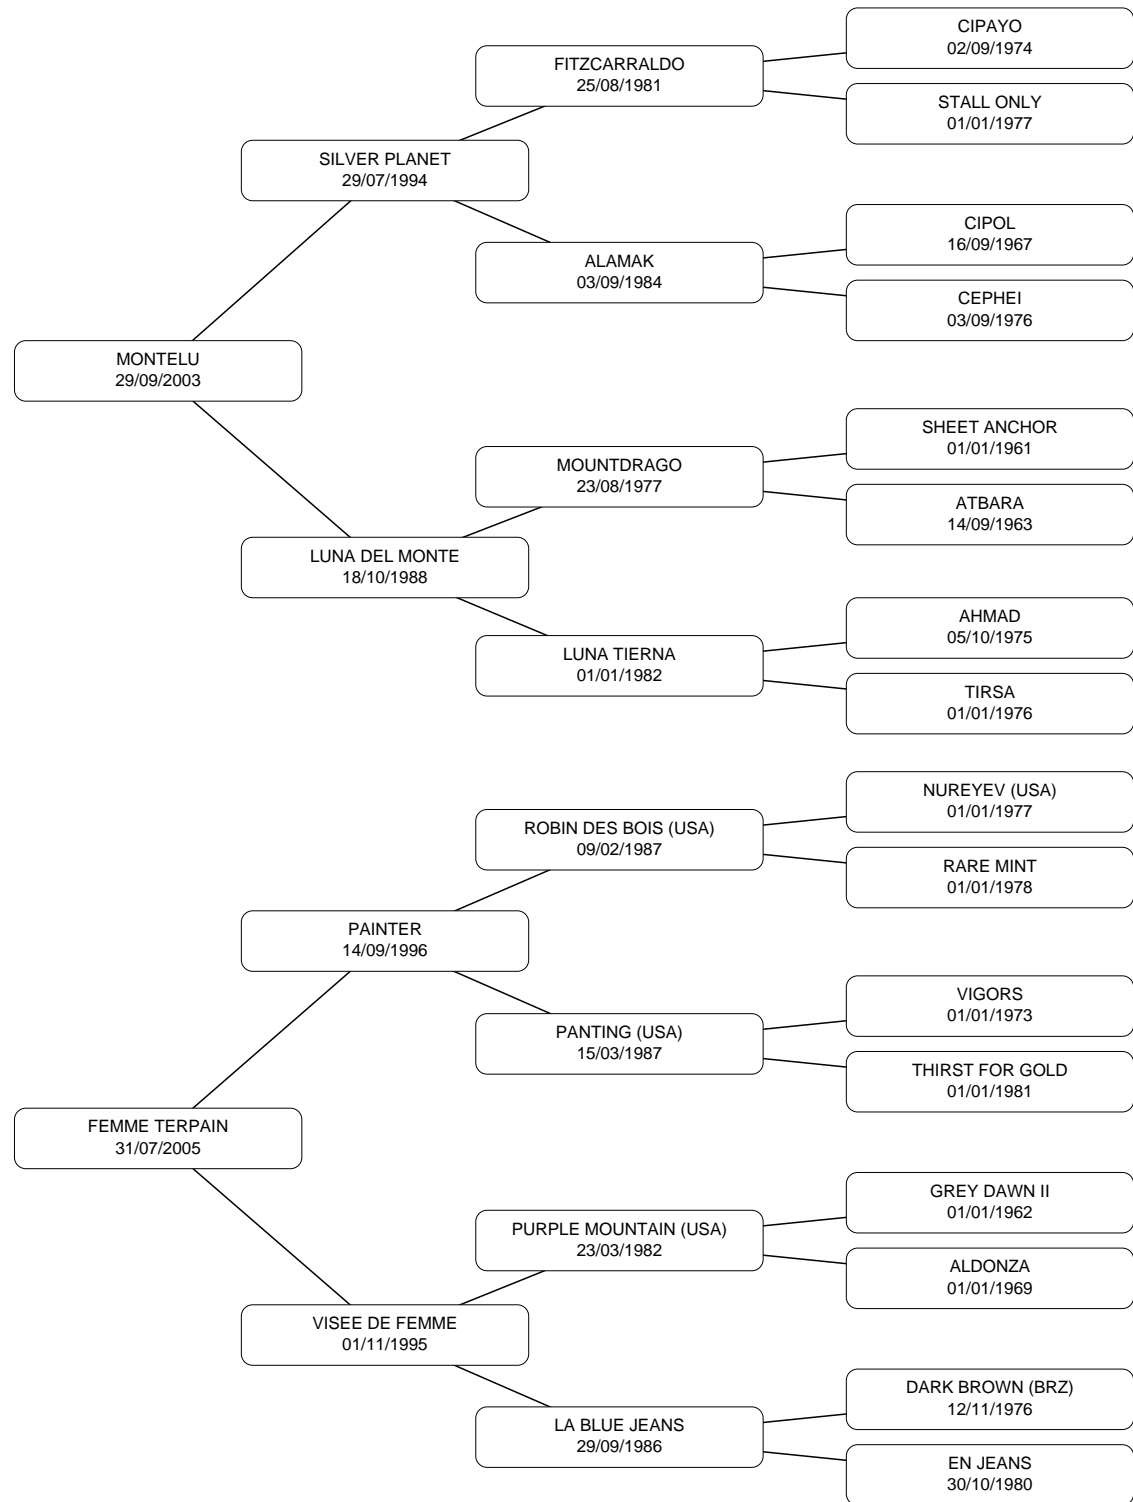 CIPAYO
02/09/1974
FITZCARRALDO
25/08/1981
STALL ONLY
01/01/1977
SILVER PLANET
29/07/1994
CIPOL
16/09/1967
ALAMAK
03/09/1984
CEPHEI
03/09/1976
MONTELU
29/09/2003
SHEET ANCHOR
01/01/1961
MOUNTDRAGO
23/08/1977
ATBARA
14/09/1963
LUNA DEL MONTE
18/10/1988
AHMAD
05/10/1975
LUNA TIERNA
01/01/1982
TIRSA
01/01/1976
NUREYEV (USA)
01/01/1977
ROBIN DES BOIS (USA)
09/02/1987
RARE MINT
01/01/1978
PAINTER
14/09/1996
VIGORS
01/01/1973
PANTING (USA)
15/03/1987
THIRST FOR GOLD
01/01/1981
FEMME TERPAIN
31/07/2005
GREY DAWN II
01/01/1962
PURPLE MOUNTAIN (USA)
23/03/1982
ALDONZA
01/01/1969
VISEE DE FEMME
01/11/1995
DARK BROWN (BRZ)
12/11/1976
LA BLUE JEANS
29/09/1986
EN JEANS
30/10/1980